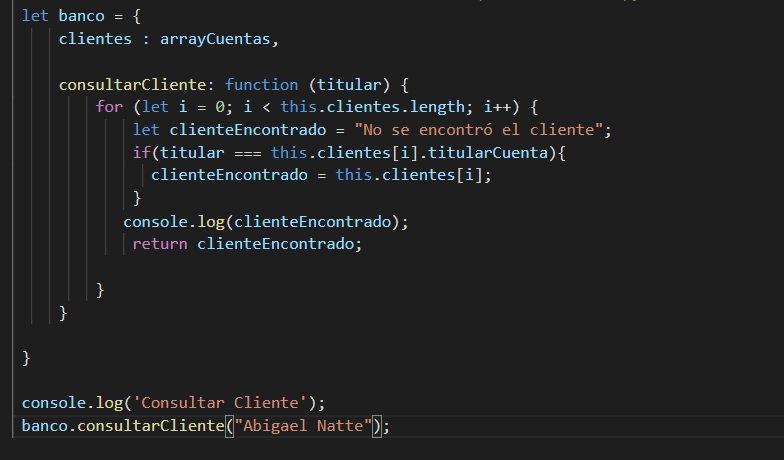 let banco = {
clientes : arrayCuentas,
consultarCliente: function (titular) {
for (let i = 0; i < this.clientes.length; i++) {
let clienteEncontrado = "No se encontró el cliente";
if(titular === this.clientes[i].titularCuenta){
clienteEncontrado = this.clientes[i];
}
console.log(clienteEncontrado);
return clienteEncontrado;
}
}
}
console.log('Consultar Cliente');
banco.consultarCliente("Abigael Natte");